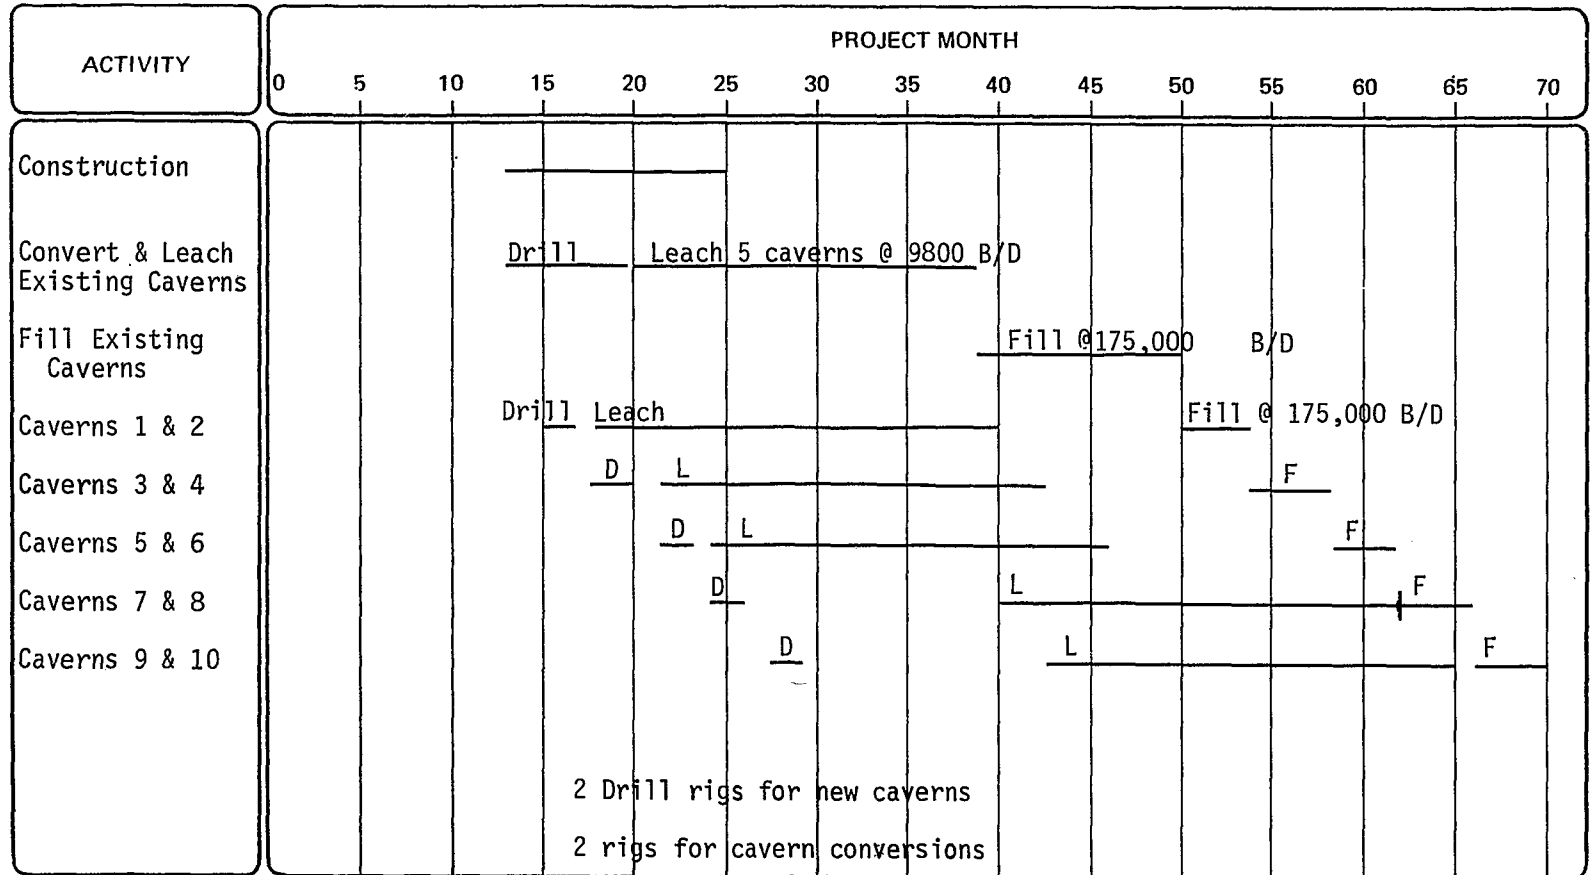 ACTIVITY
PROJECT MONTH
0 5 10 15 20 25 30 35 40 45 50 55 60 65 70
Construction
Convert & Leach
Existing Caverns
Drill Leach 5 caverns @ 9800 B/D
Fill Existing
Caverns
Fill @175,000 B/D
Caverns 1 & 2
Drill Leach Fill @ 175,000 B/D
Caverns 3 & 4 D L F
Caverns 5 & 6 D L F
Caverns 7 & 8 D L F
Caverns 9 & 10 D L F
2 Drill rigs for new caverns
2 rigs for cavern conversions